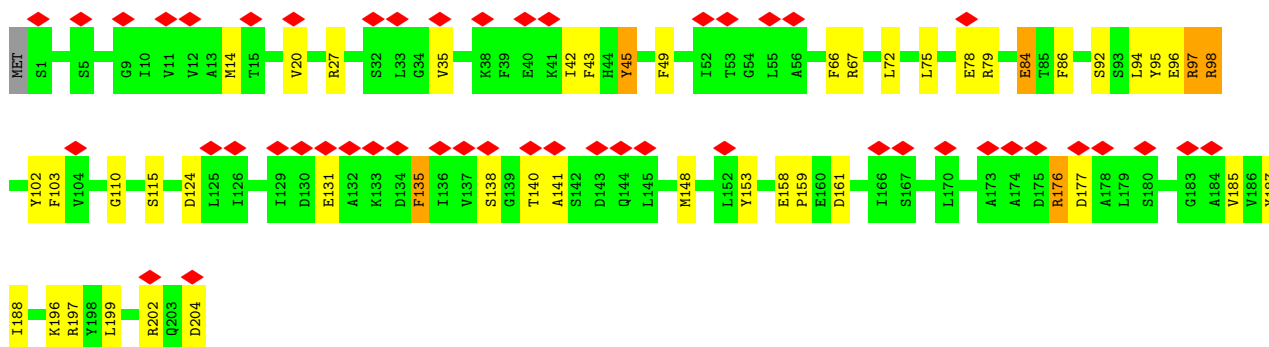 MET S1 S5 G9 I10 V11 V12 A13 M14 T15 V20 R27 S32 L33 G34 V35 K38 F39 E40 K41 I42 F43 H44 Y45 F49 I52 T53 G54 L55 A56 F66 R67 L72 L75 E78 R79 E84 T85 F86 S92 S93 L94 Y95 E96 R97 R98
Y102 F103 V104 G110 S115 D124 L125 I126 I129 D130 E131 A132 K133 D134 F135 I136 V137 S138 G139 T140 A141 S142 D143 Q144 L145 M148 L152 Y153 E158 P159 E160 D161 I166 S167 L170 A173 A174 D175 R176 D177 A178 L179 S180 G183 A184 V185 V186
I188 K196 R197 Y198 L199 R202 Q203 D204